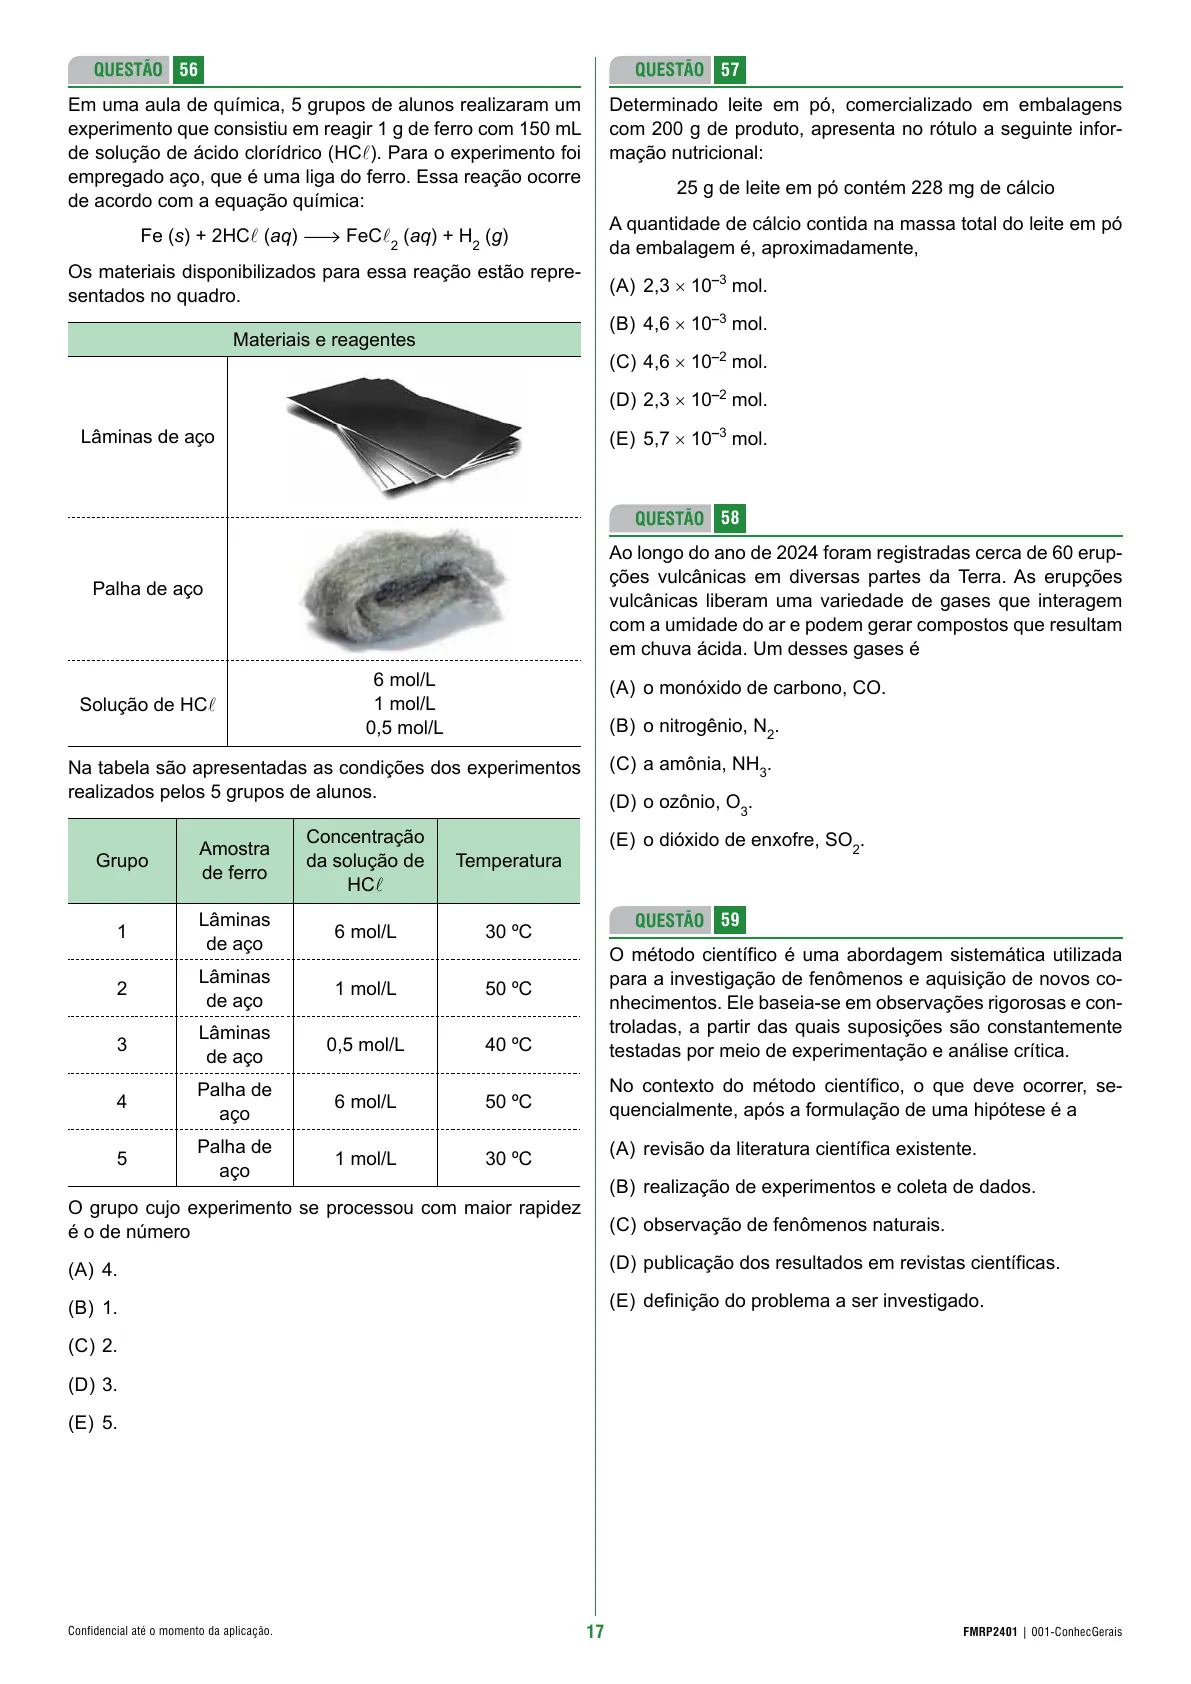 QUESTÃO 56
Em uma aula de química, 5 grupos de alunos realizaram um
experimento que consistiu em reagir 1 g de ferro com 150 mL
de solução de ácido clorídrico (HCℓ). Para o experimento foi
empregado aço, que é uma liga do ferro. Essa reação ocorre
de acordo com a equação química:
Fe (s) + 2HCℓ (aq) ⟶ FeCℓ₂ (aq) + H₂ (g)
Os materiais disponibilizados para essa reação estão repre-
sentados no quadro.
Materiais e reagentes
Lâminas de aço
Palha de aço
Solução de HCℓ
6 mol/L
1 mol/L
0,5 mol/L
Na tabela são apresentadas as condições dos experimentos
realizados pelos 5 grupos de alunos.
Grupo Amostra de ferro Concentração da solução de HCℓ Temperatura
1 Lâminas de aço 6 mol/L 30 ºC
2 Lâminas de aço 1 mol/L 50 ºC
3 Lâminas de aço 0,5 mol/L 40 ºC
4 Palha de aço 6 mol/L 50 ºC
5 Palha de aço 1 mol/L 30 ºC
O grupo cujo experimento se processou com maior rapidez
é o de número
(A) 4.
(B) 1.
(C) 2.
(D) 3.
(E) 5.
QUESTÃO 57
Determinado leite em pó, comercializado em embalagens
com 200 g de produto, apresenta no rótulo a seguinte infor-
mação nutricional:
25 g de leite em pó contém 228 mg de cálcio
A quantidade de cálcio contida na massa total do leite em pó
da embalagem é, aproximadamente,
(A) 2,3 × 10⁻³ mol.
(B) 4,6 × 10⁻³ mol.
(C) 4,6 × 10⁻² mol.
(D) 2,3 × 10⁻² mol.
(E) 5,7 × 10⁻³ mol.
QUESTÃO 58
Ao longo do ano de 2024 foram registradas cerca de 60 erup-
ções vulcânicas em diversas partes da Terra. As erupções
vulcânicas liberam uma variedade de gases que interagem
com a umidade do ar e podem gerar compostos que resultam
em chuva ácida. Um desses gases é
(A) o monóxido de carbono, CO.
(B) o nitrogênio, N₂.
(C) a amônia, NH₃.
(D) o ozônio, O₃.
(E) o dióxido de enxofre, SO₂.
QUESTÃO 59
O método científico é uma abordagem sistemática utilizada
para a investigação de fenômenos e aquisição de novos co-
nhecimentos. Ele baseia-se em observações rigorosas e con-
troladas, a partir das quais suposições são constantemente
testadas por meio de experimentação e análise crítica.
No contexto do método científico, o que deve ocorrer, se-
quencialmente, após a formulação de uma hipótese é a
(A) revisão da literatura científica existente.
(B) realização de experimentos e coleta de dados.
(C) observação de fenômenos naturais.
(D) publicação dos resultados em revistas científicas.
(E) definição do problema a ser investigado.
Confidencial até o momento da aplicação.
17
FMRP2401 | 001-ConhecGerais